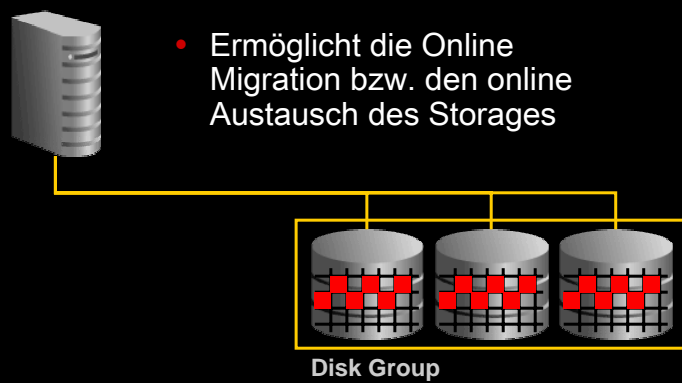 • Ermöglicht die Online
Migration bzw. den online
Austausch des Storages
Disk Group